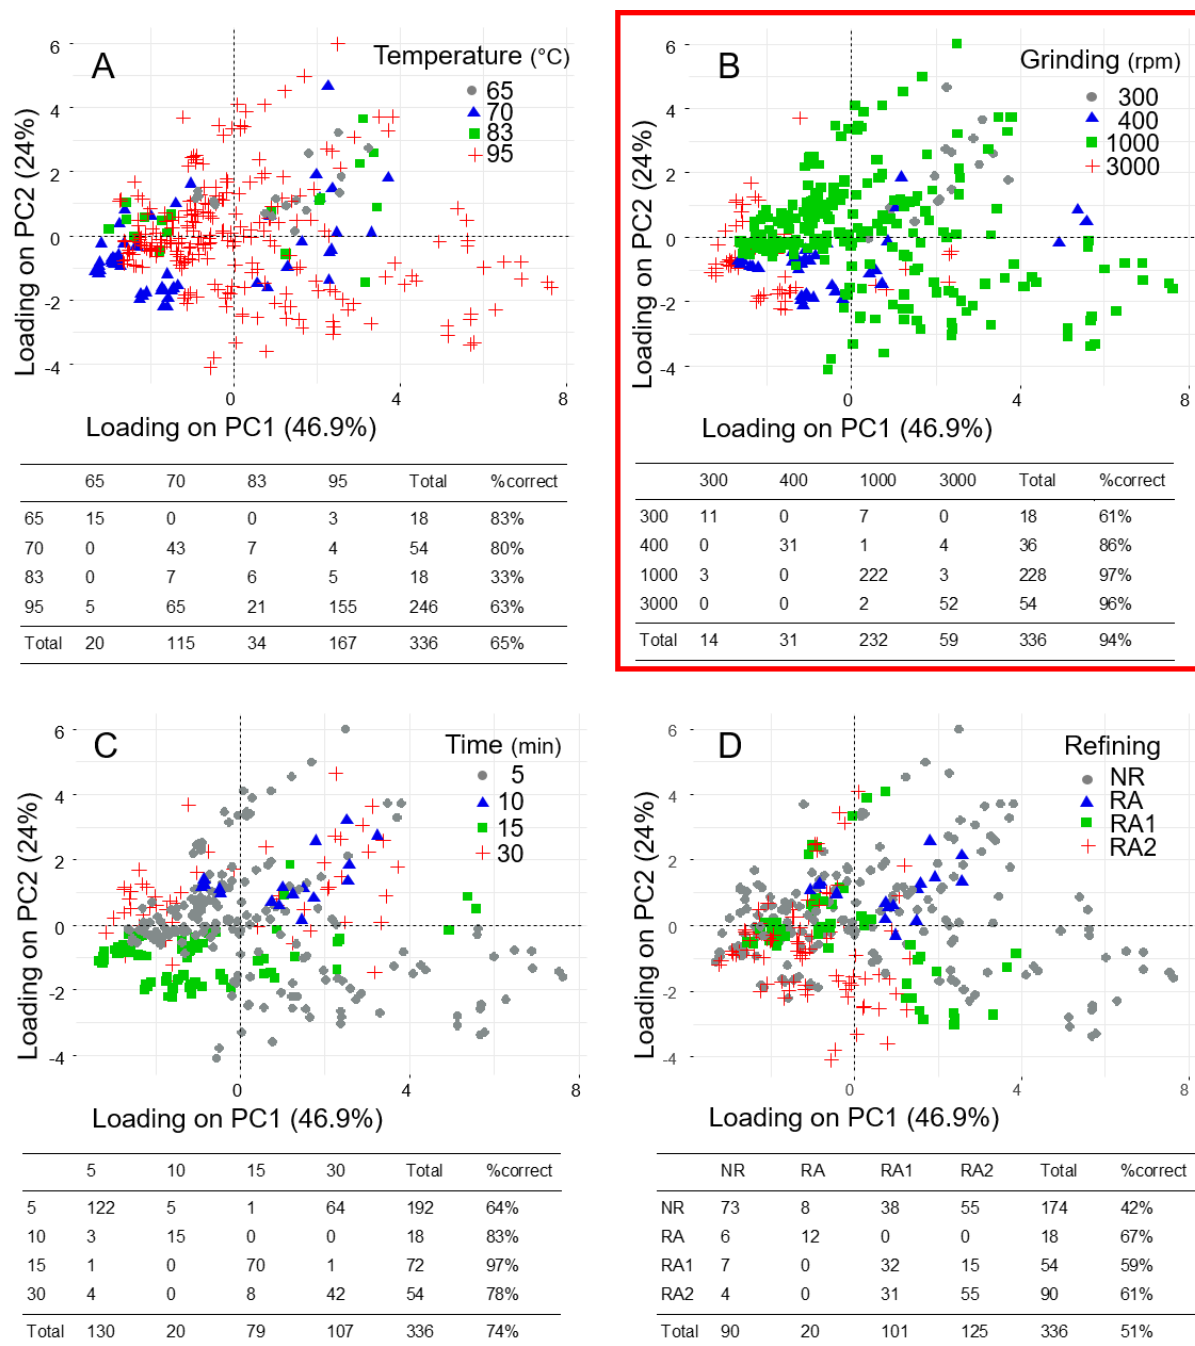 A
Temperature (°C)
65
70
83
95
6
4
2
0
-2
-4
Loading on PC2 (24%)
0 4 8
Loading on PC1 (46.9%)
65 70 83 95 Total %correct
65 15 0 0 3 18 83%
70 0 43 7 4 54 80%
83 0 7 6 5 18 33%
95 5 65 21 155 246 63%
Total 20 115 34 167 336 65%
B
Grinding (rpm)
300
400
1000
3000
6
4
2
0
-2
-4
Loading on PC2 (24%)
0 4 8
Loading on PC1 (46.9%)
300 400 1000 3000 Total %correct
300 11 0 7 0 18 61%
400 0 31 1 4 36 86%
1000 3 0 222 3 228 97%
3000 0 0 2 52 54 96%
Total 14 31 232 59 336 94%
C
Time (min)
5
10
15
30
6
4
2
0
-2
-4
Loading on PC2 (24%)
0 4 8
Loading on PC1 (46.9%)
5 10 15 30 Total %correct
5 122 5 1 64 192 64%
10 3 15 0 0 18 83%
15 1 0 70 1 72 97%
30 4 0 8 42 54 78%
Total 130 20 79 107 336 74%
D
Refining
NR
RA
RA1
RA2
6
4
2
0
-2
-4
Loading on PC2 (24%)
0 4 8
Loading on PC1 (46.9%)
NR RA RA1 RA2 Total %correct
NR 73 8 38 55 174 42%
RA 6 12 0 0 18 67%
RA1 7 0 32 15 54 59%
RA2 4 0 31 55 90 61%
Total 90 20 101 125 336 51%